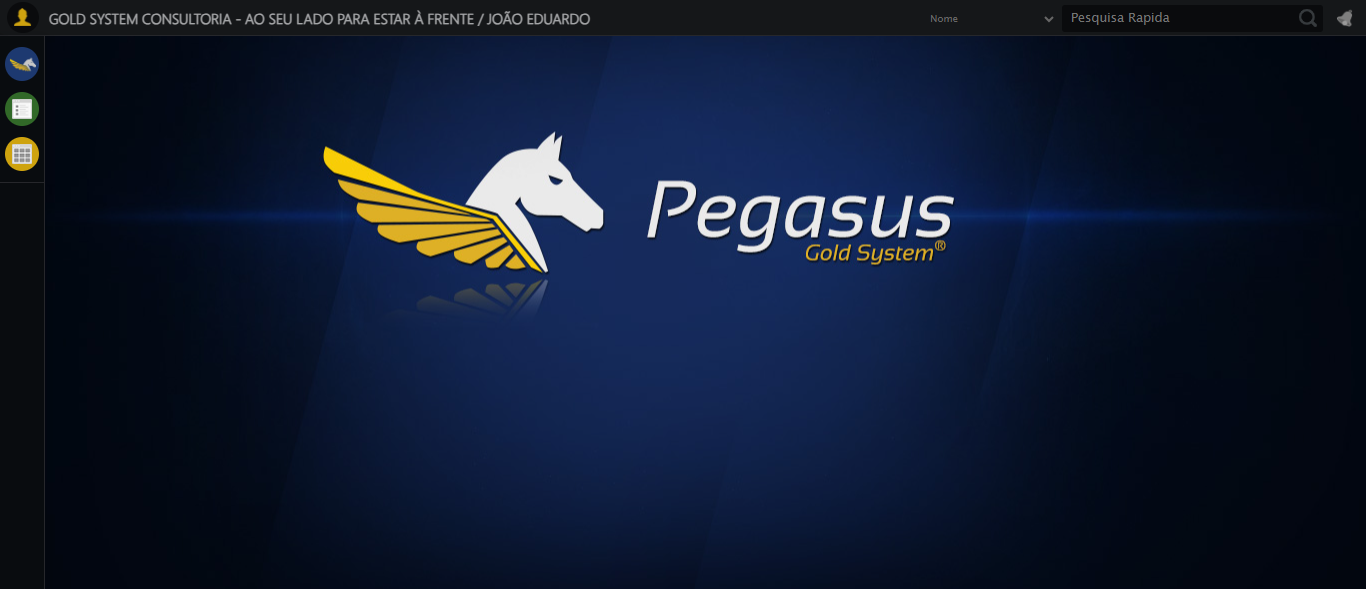 GOLD SYSTEM CONSULTORIA - AO SEU LADO PARA ESTAR À FRENTE / JOÃO EDUARDO
Nome
Pesquisa Rapida
Pegasus
Gold System®